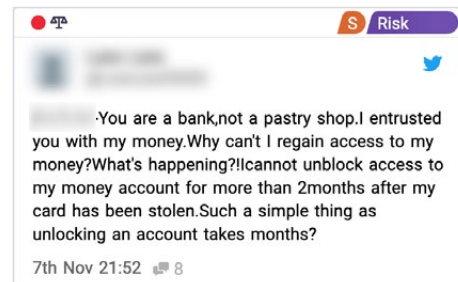 S Risk
-You are a bank,not a pastry shop.I entrusted
you with my money.Why can't I regain access to my
money?What's happening?!Icannot unblock access to
my money account for more than 2months after my
card has been stolen.Such a simple thing as
unlocking an account takes months?
7th Nov 21:52 8